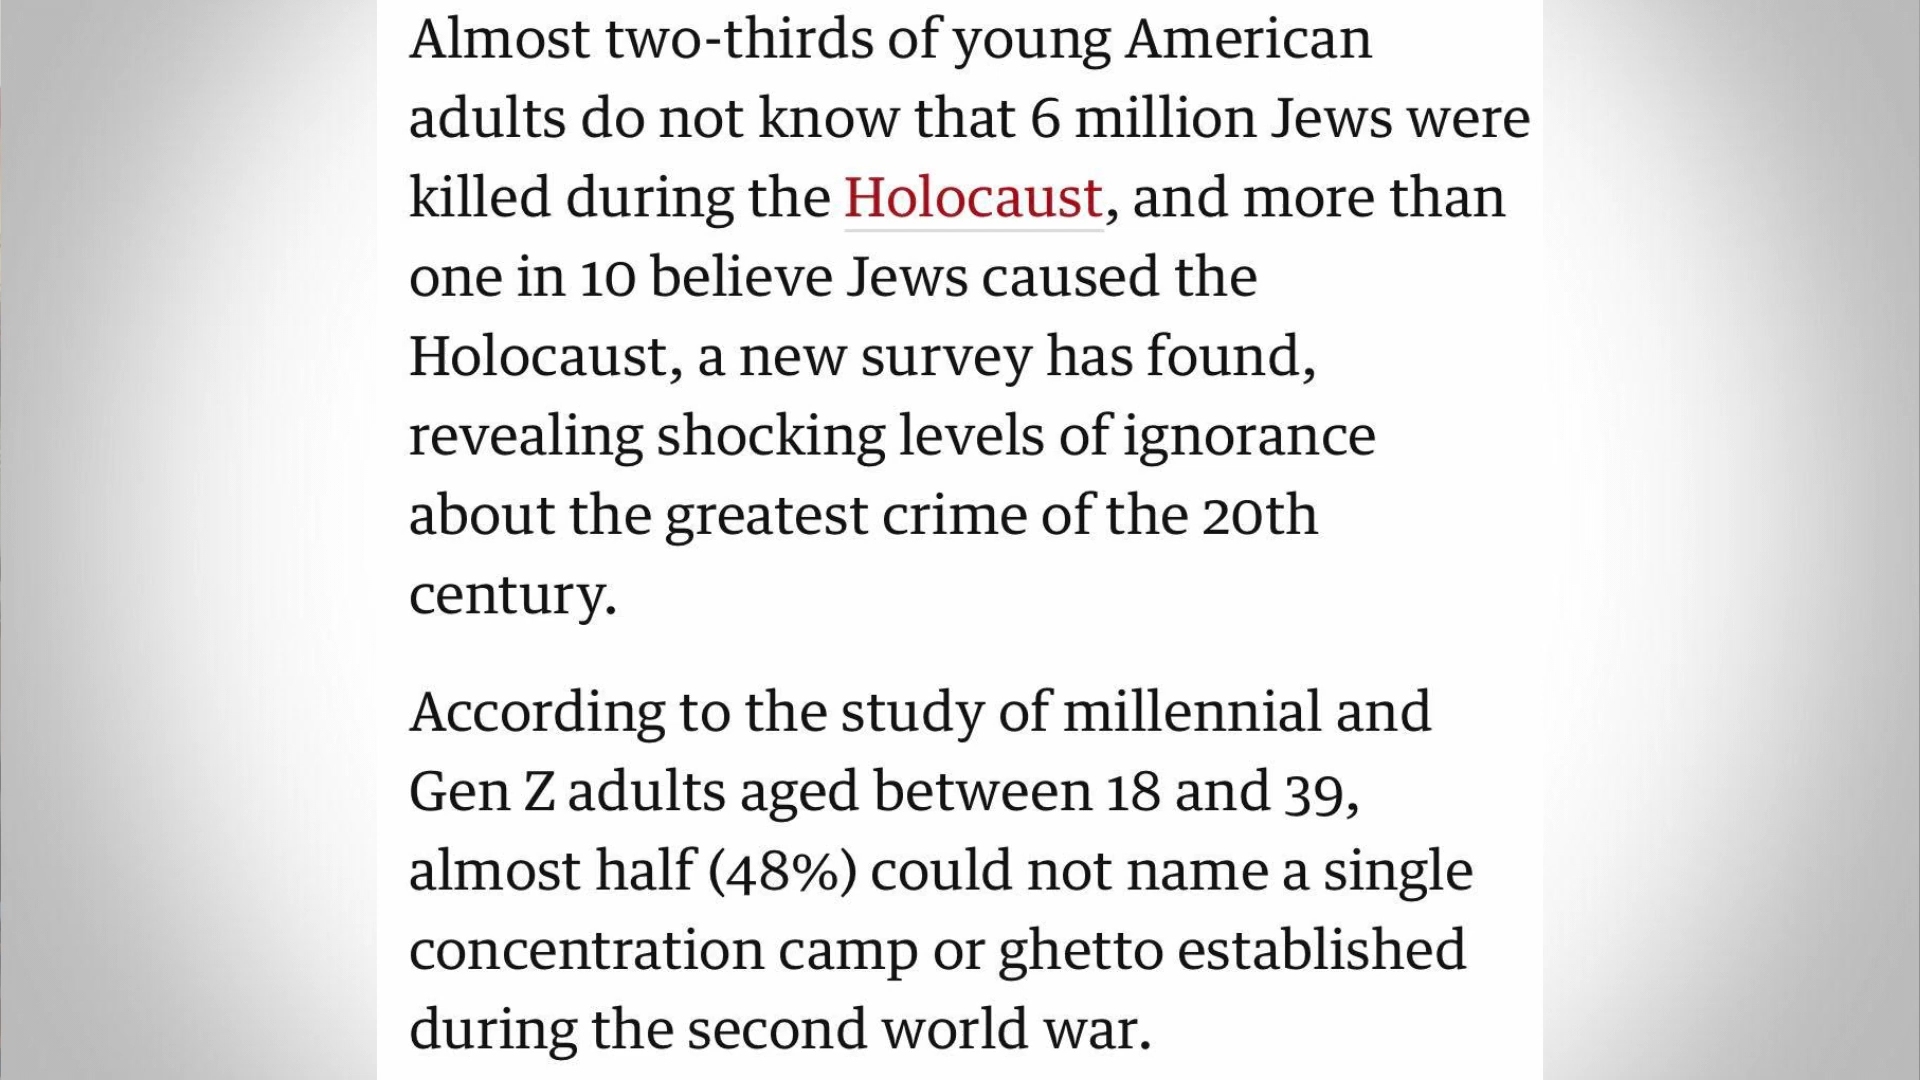 Almost two-thirds of young American
adults do not know that 6 million Jews were
killed during the Holocaust, and more than
one in 10 believe Jews caused the
Holocaust, a new survey has found,
revealing shocking levels of ignorance
about the greatest crime of the 20th
century.
According to the study of millennial and
Gen Z adults aged between 18 and 39,
almost half (48%) could not name a single
concentration camp or ghetto established
during the second world war.